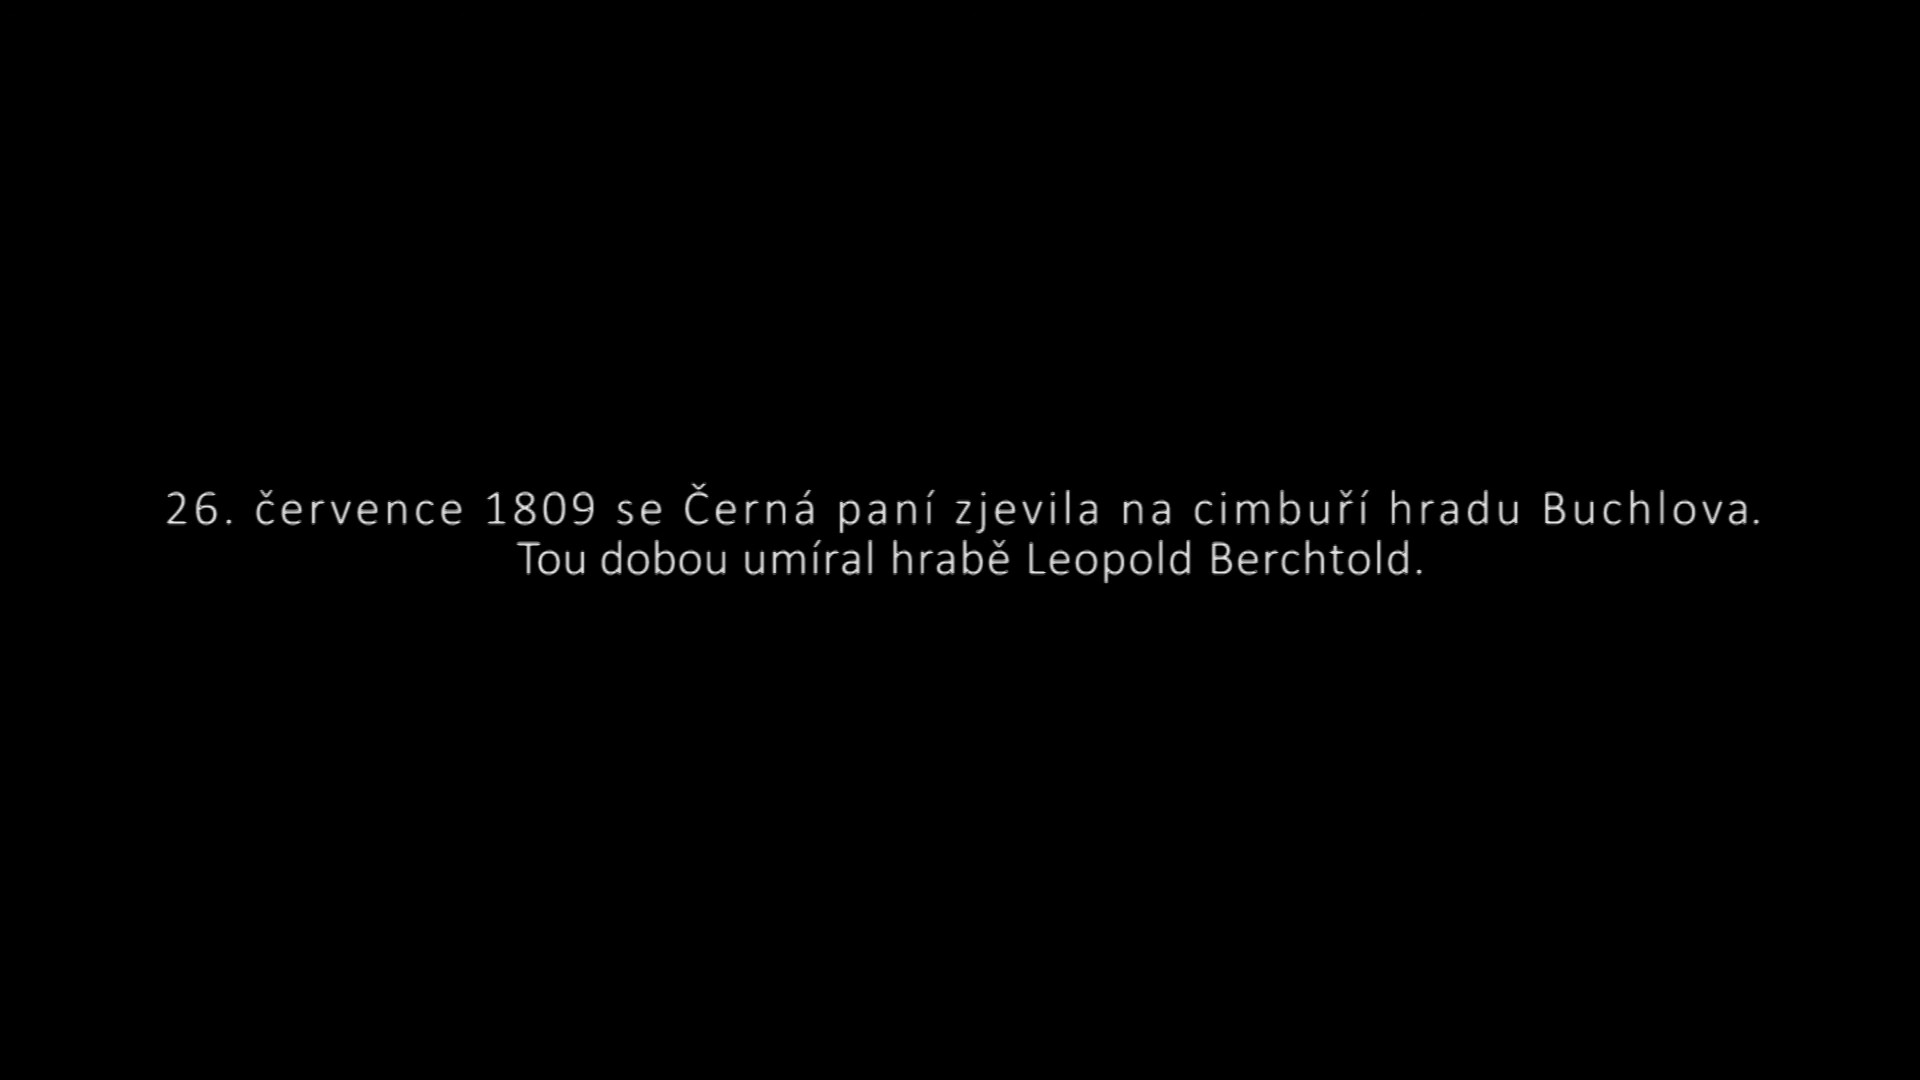 26. července 1809 se Černá paní zjevila na cimbuří hradu Buchlova.
Tou dobou umíral hrabě Leopold Berchtold.